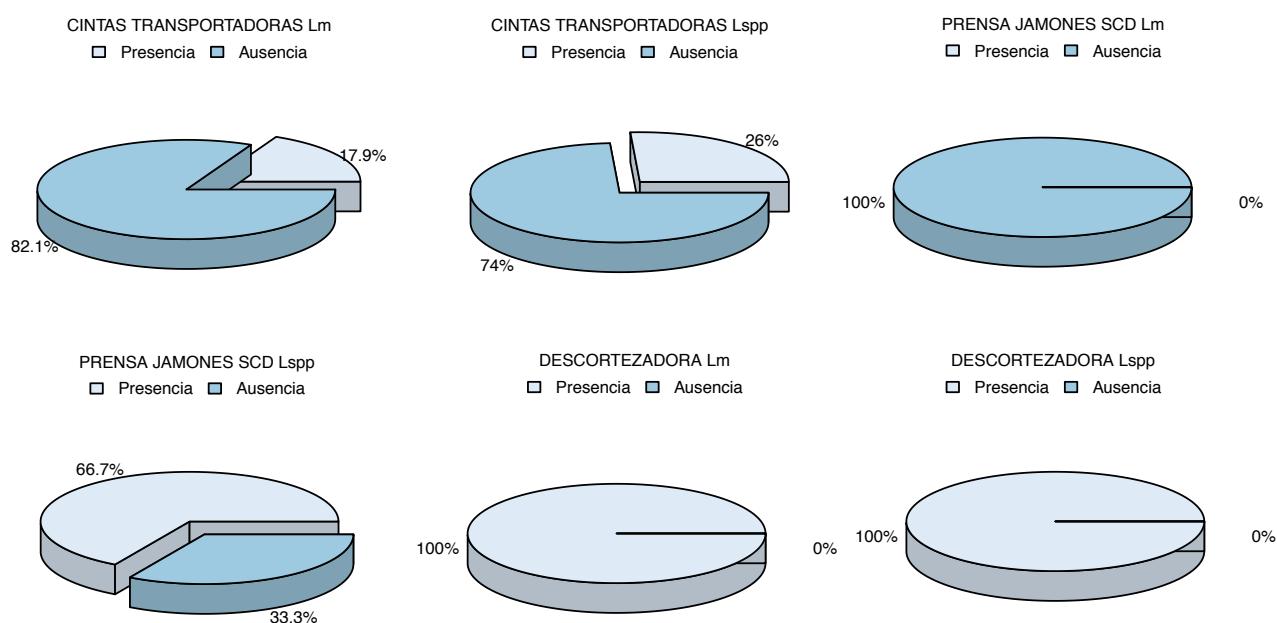 CINTAS TRANSPORTADORAS Lm
Presencia Ausencia
17.9%
82.1%
CINTAS TRANSPORTADORAS Lspp
Presencia Ausencia
26%
74%
PRENSA JAMONES SCD Lm
Presencia Ausencia
100%
0%
PRENSA JAMONES SCD Lspp
Presencia Ausencia
66.7%
33.3%
DESCORTEZADORA Lm
Presencia Ausencia
100%
0%
DESCORTEZADORA Lspp
Presencia Ausencia
100%
0%